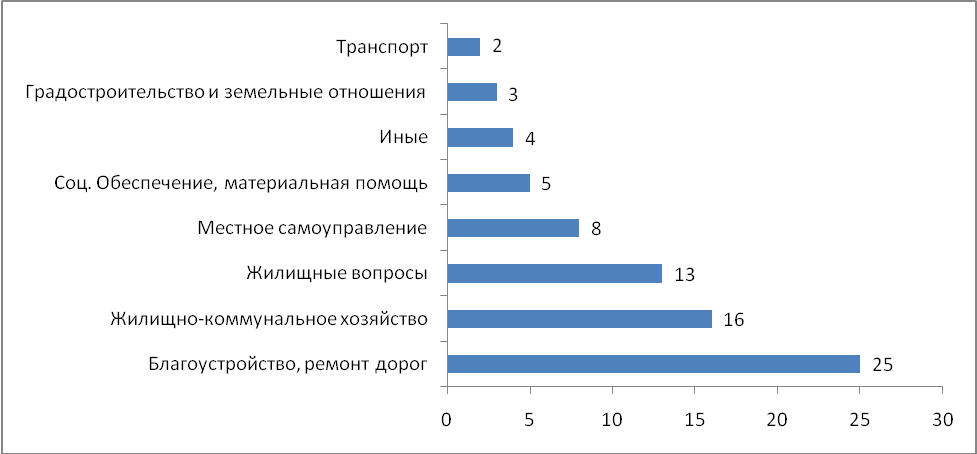 Транспорт 2
Градостроительство и земельные отношения 3
Иные 4
Соц. Обеспечение, материальная помощь 5
Местное самоуправление 8
Жилищные вопросы 13
Жилищно-коммунальное хозяйство 16
Благоустройство, ремонт дорог 25
0 5 10 15 20 25 30